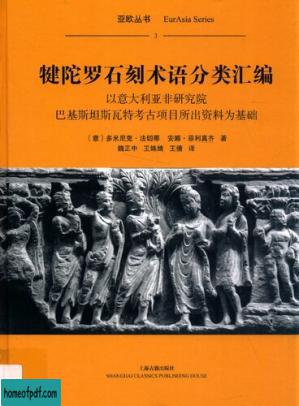 亚欧丛书 EurAsia Series
3
犍陀罗石刻术语分类汇编
以意大利亚非研究院
巴基斯坦斯瓦特考古项目所出资料为基础
（意）多米尼克·法切那 安娜·菲利真齐 著
魏正中 王姝婧 王倩 译
上海古籍出版社
SHANGHAI CLASSICS PUBLISHING HOUSE
homeofpdf.com